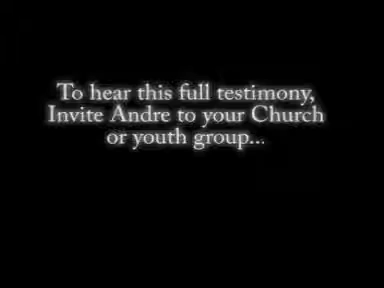 To hear this full testimony,
Invite Andre to your Church
or youth group...